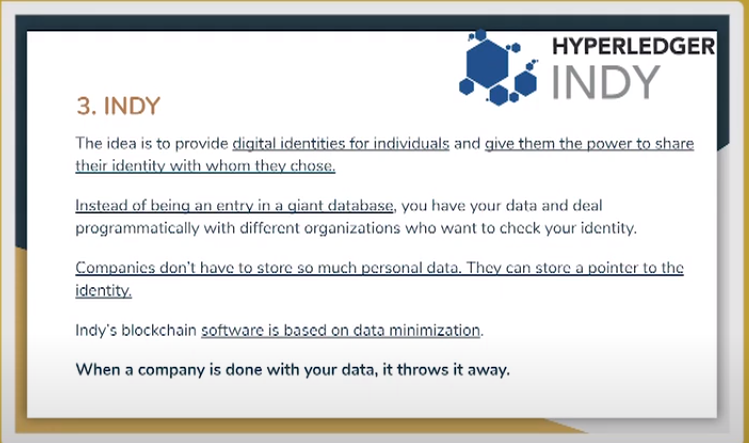 HYPERLEDGER
INDY
3. INDY
The idea is to provide digital identities for individuals and give them the power to share
their identity with whom they chose.
Instead of being an entry in a giant database, you have your data and deal
programmatically with different organizations who want to check your identity.
Companies don't have to store so much personal data. They can store a pointer to the
identity.
Indy's blockchain software is based on data minimization.
When a company is done with your data, it throws it away.